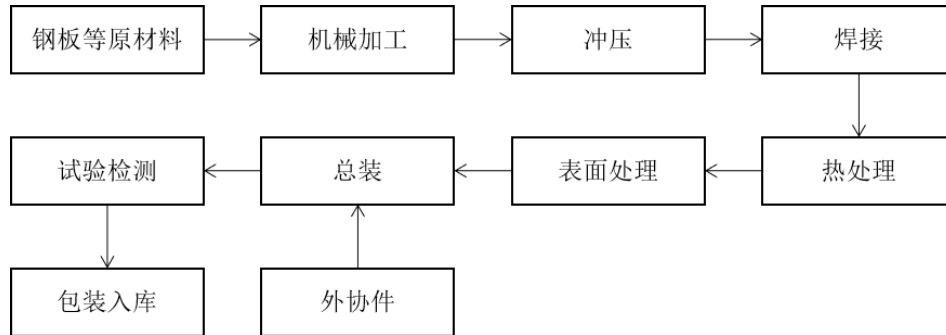 钢板等原材料
机械加工
冲压
焊接
试验检测
总装
表面处理
热处理
包装入库
外协件